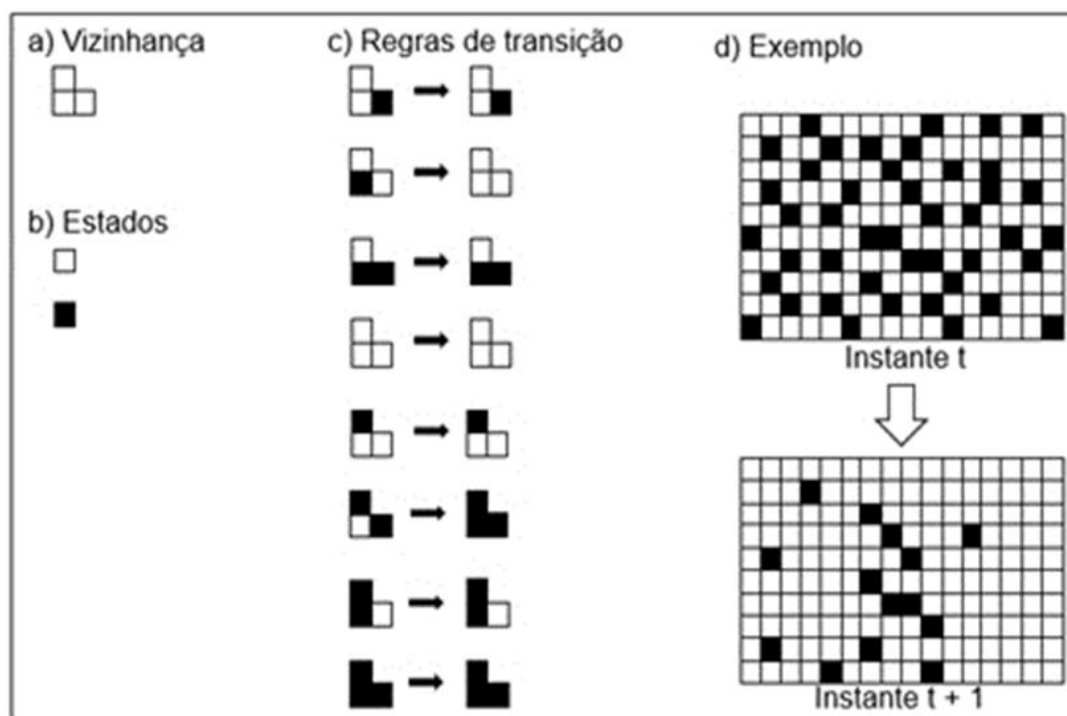 a) Vizinhança
c) Regras de transição
d) Exemplo
b) Estados
Instante t
Instante t + 1